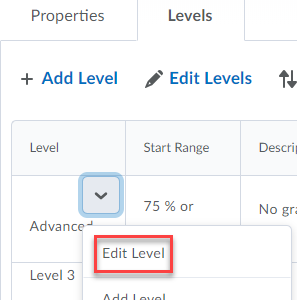 Properties Levels
+ Add Level Edit Levels
Level Start Range
75 % or
Advanced No gra
Edit Level
Level 3
Add Level